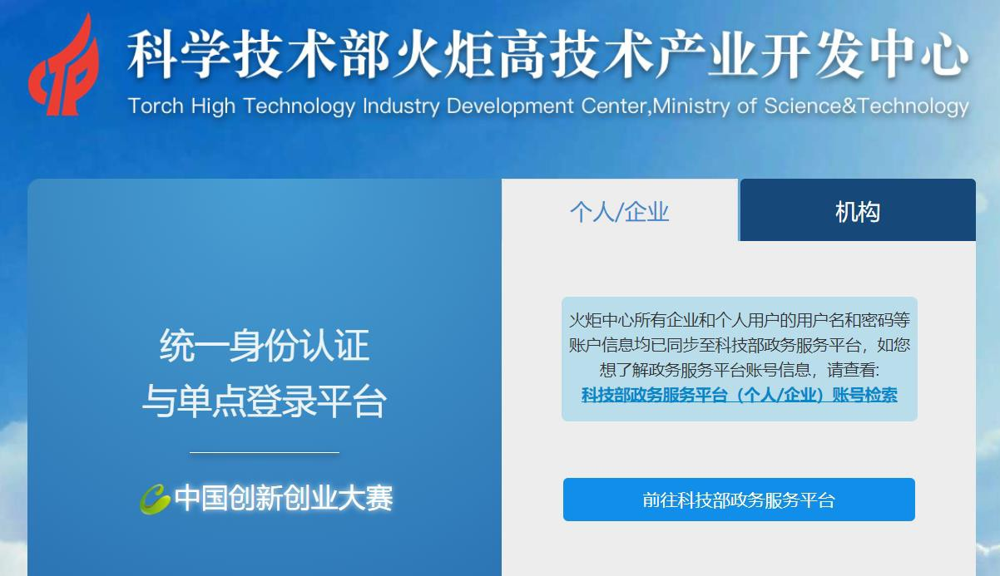 科学技术部火炬高技术产业开发中心
Torch High Technology Industry Development Center,Ministry of Science&Technology
个人/企业
机构
统一身份认证
与单点登录平台
中国创新创业大赛
火炬中心所有企业和个人用户的用户名和密码等
账户信息均已同步至科技部政务服务平台，如您
想了解政务服务平台账号信息，请查看:
科技部政务服务平台（个人/企业）账号检索
前往科技部政务服务平台